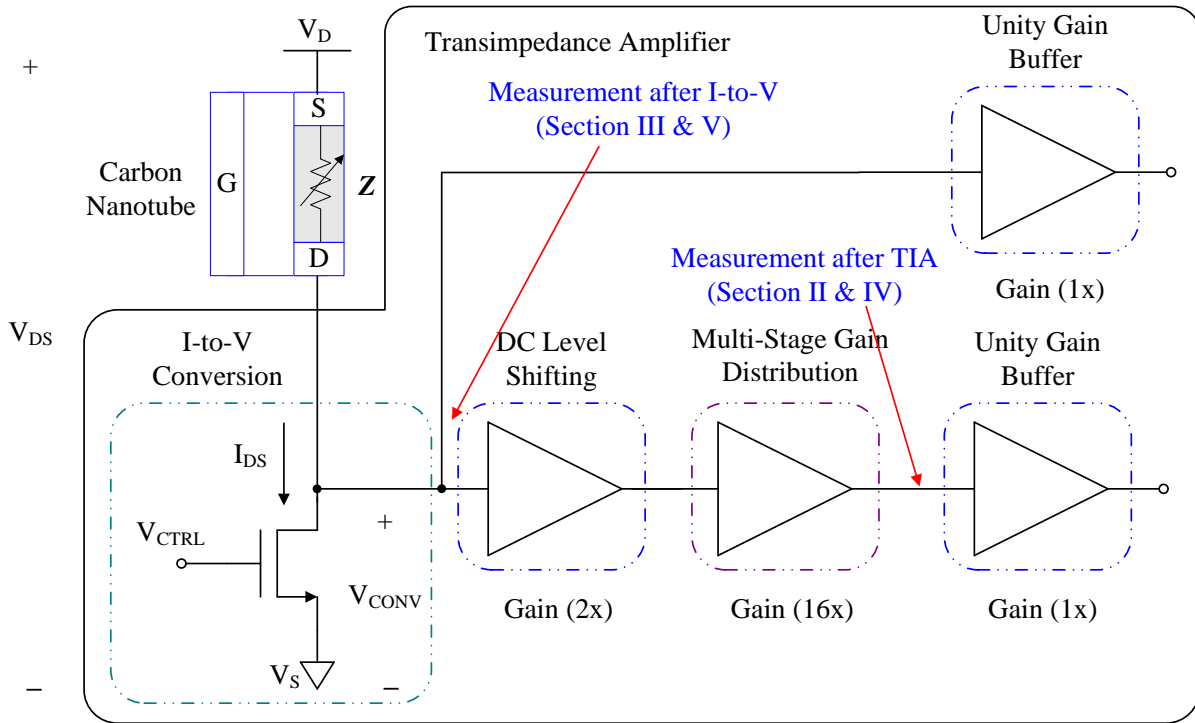 V_D
Transimpedance Amplifier
Unity Gain
Buffer
+
Measurement after I-to-V
(Section III & V)
S
Carbon
Nanotube
G
Z
D
Measurement after TIA
(Section II & IV)
Gain (1x)
V_DS
I-to-V
Conversion
DC Level
Shifting
Multi-Stage Gain
Distribution
Unity Gain
Buffer
I_DS
+
V_CTRL
V_CONV
Gain (2x)
Gain (16x)
Gain (1x)
V_S
−
−